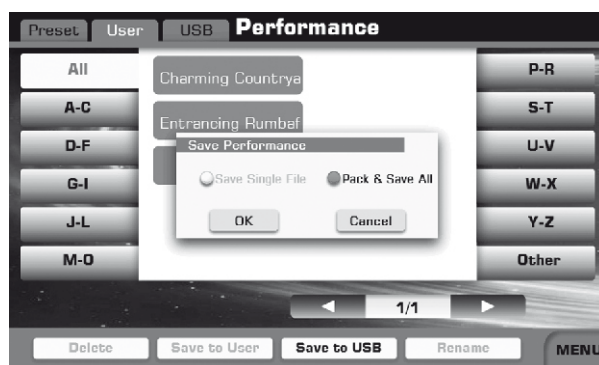 Preset User USB Performance
All
A-C
D-F
G-I
J-L
M-O
Charming Countrya
Entrancing Rumbaf
Save Performance
Save Single File Pack & Save All
OK Cancel
P-R
S-T
U-V
W-X
Y-Z
Other
1/1
Delete Save to User Save to USB Rename MENU